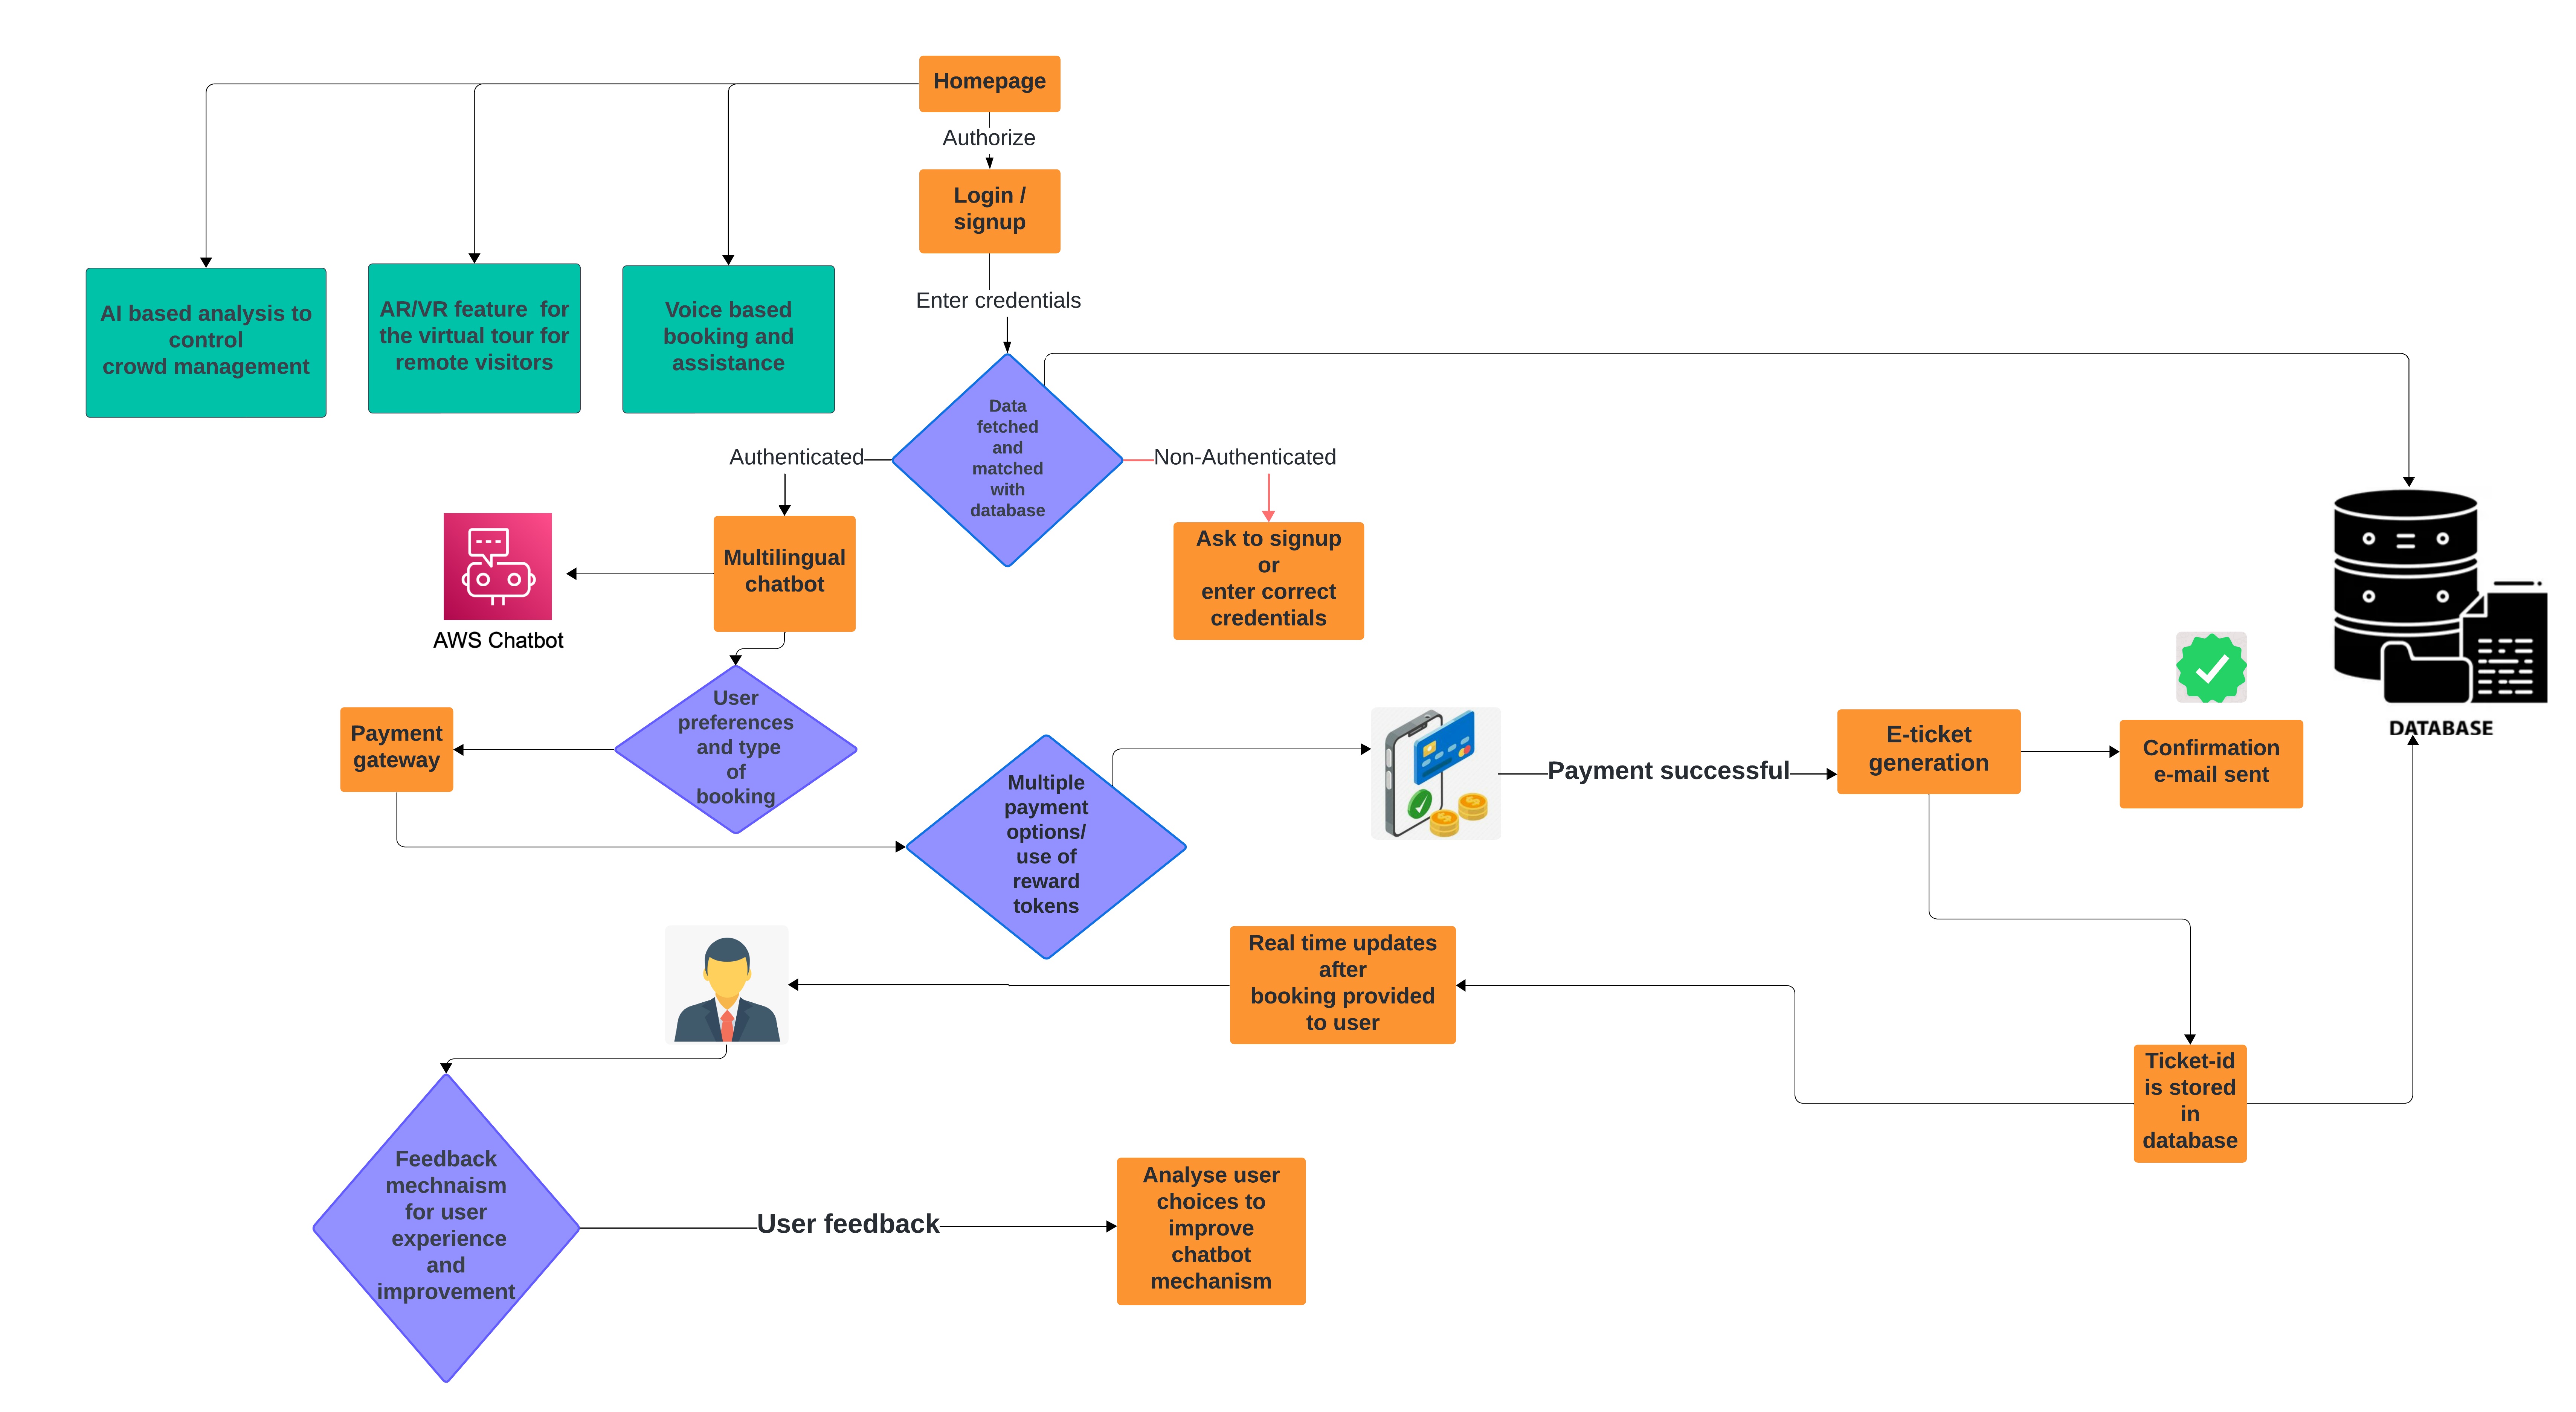 Homepage
Authorize
Login /
signup
Enter credentials
AI based analysis to
control
crowd management
AR/VR feature  for
the virtual tour for
remote visitors
Voice based
booking and
assistance
Data
fetched
and
matched
with
database
Authenticated
Non-Authenticated
Multilingual
chatbot
AWS Chatbot
Ask to signup
or
enter correct
credentials
DATABASE
User
preferences
and type
of
booking
Payment
gateway
Multiple
payment
options/
use of
reward
tokens
Payment successful
E-ticket
generation
Confirmation
e-mail sent
Real time updates
after
booking provided
to user
Ticket-id
is stored
in
database
Feedback
mechnaism
for user
experience
and
improvement
User feedback
Analyse user
choices to
improve
chatbot
mechanism